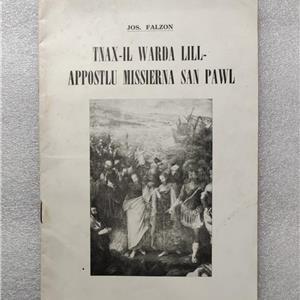 JOS. FALZON
TNAX-IL WARDA LILL-
APPOSTLU MISSIERNA SAN PAWL